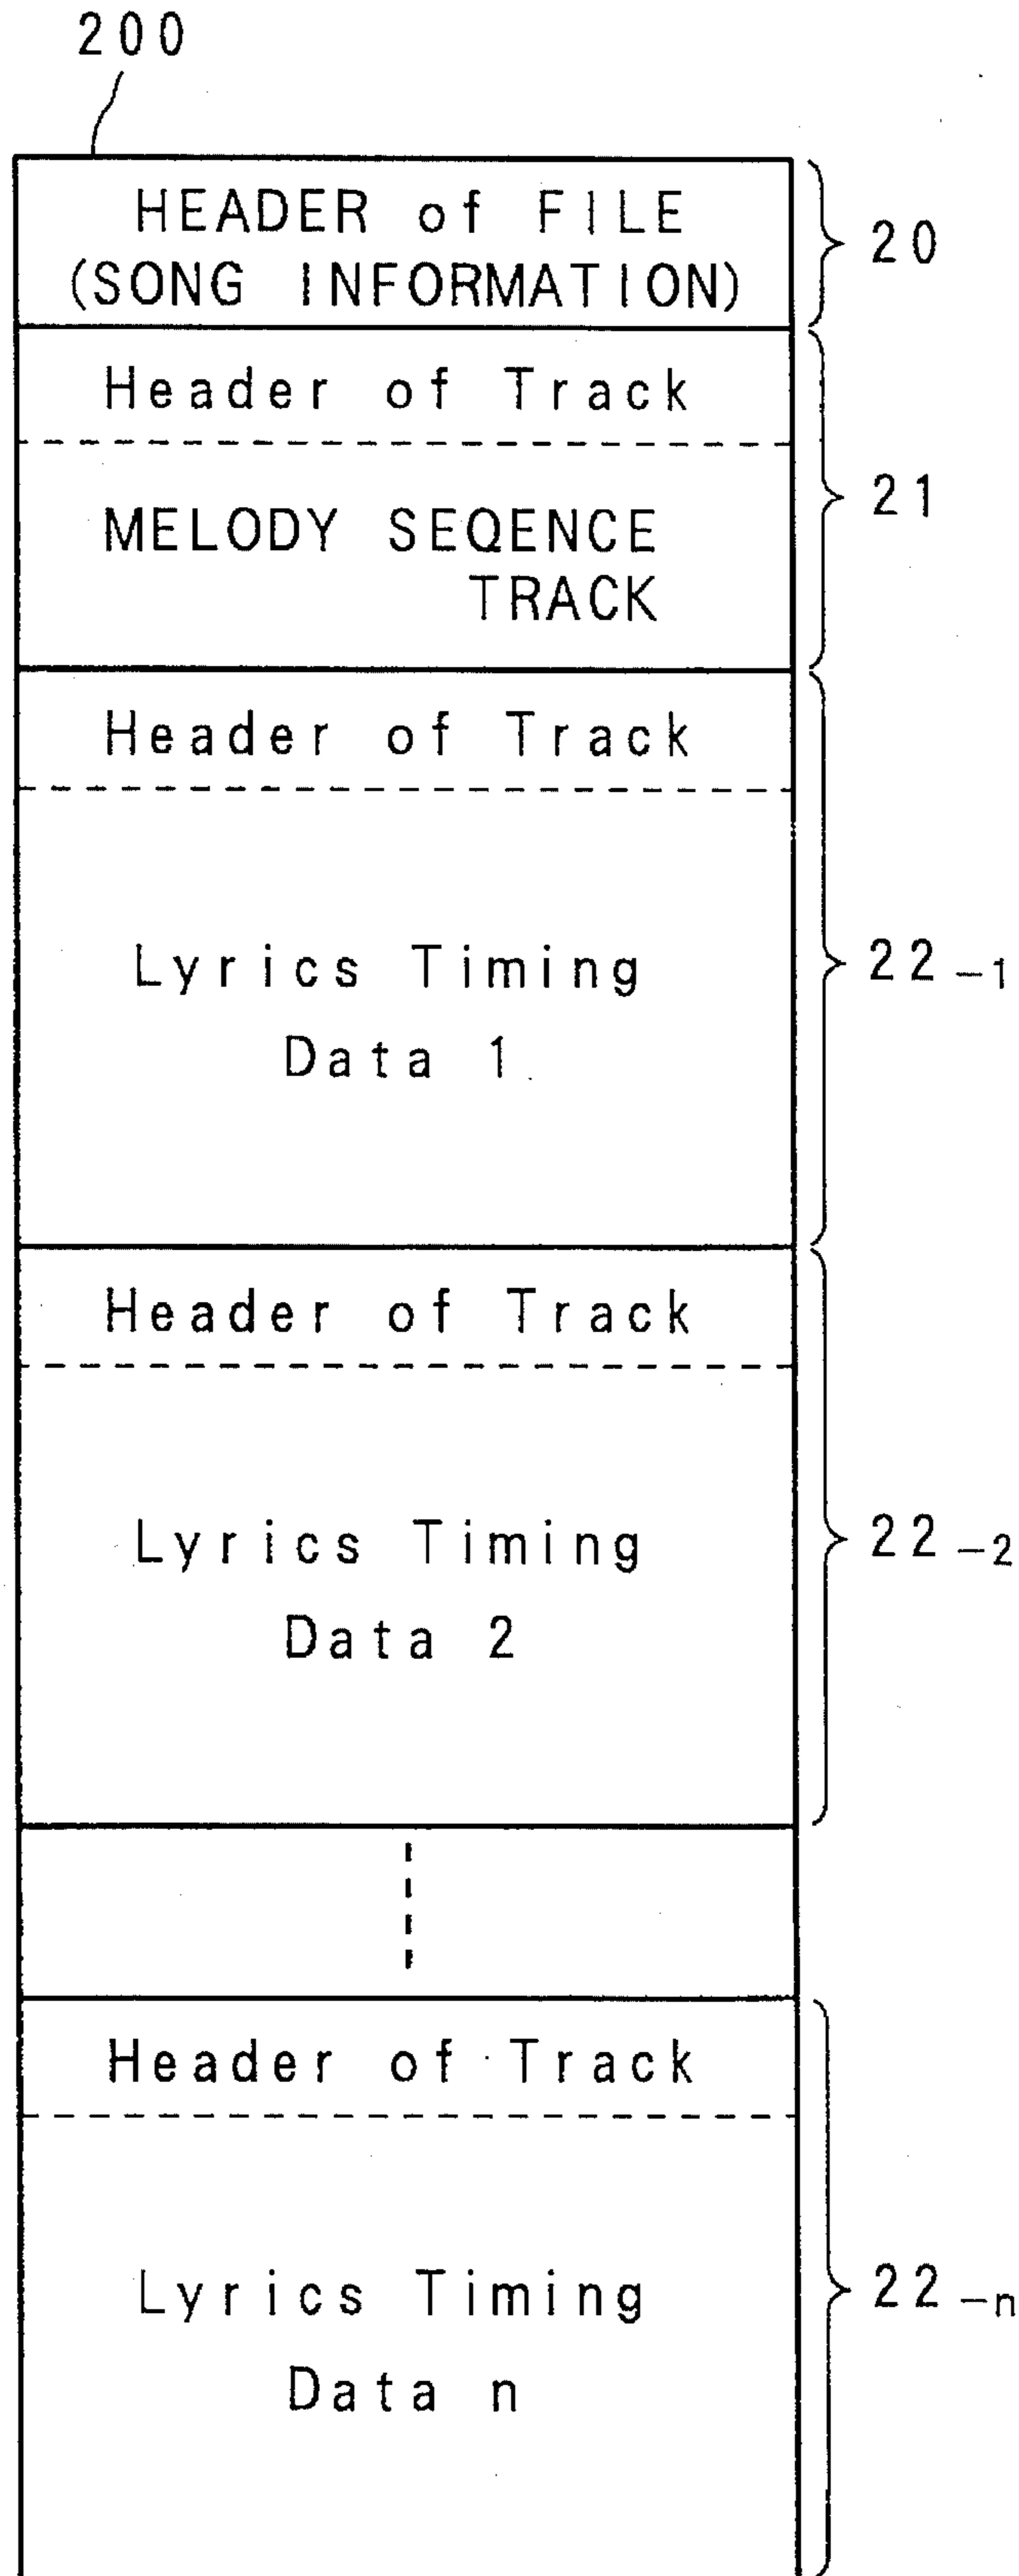 200
HEADER of FILE
(SONG INFORMATION)
20
Header of Track
MELODY SEQENCE
TRACK
21
Header of Track
Lyrics Timing
Data 1
22-1
Header of Track
Lyrics Timing
Data 2
22-2
Header of Track
Lyrics Timing
Data n
22-n